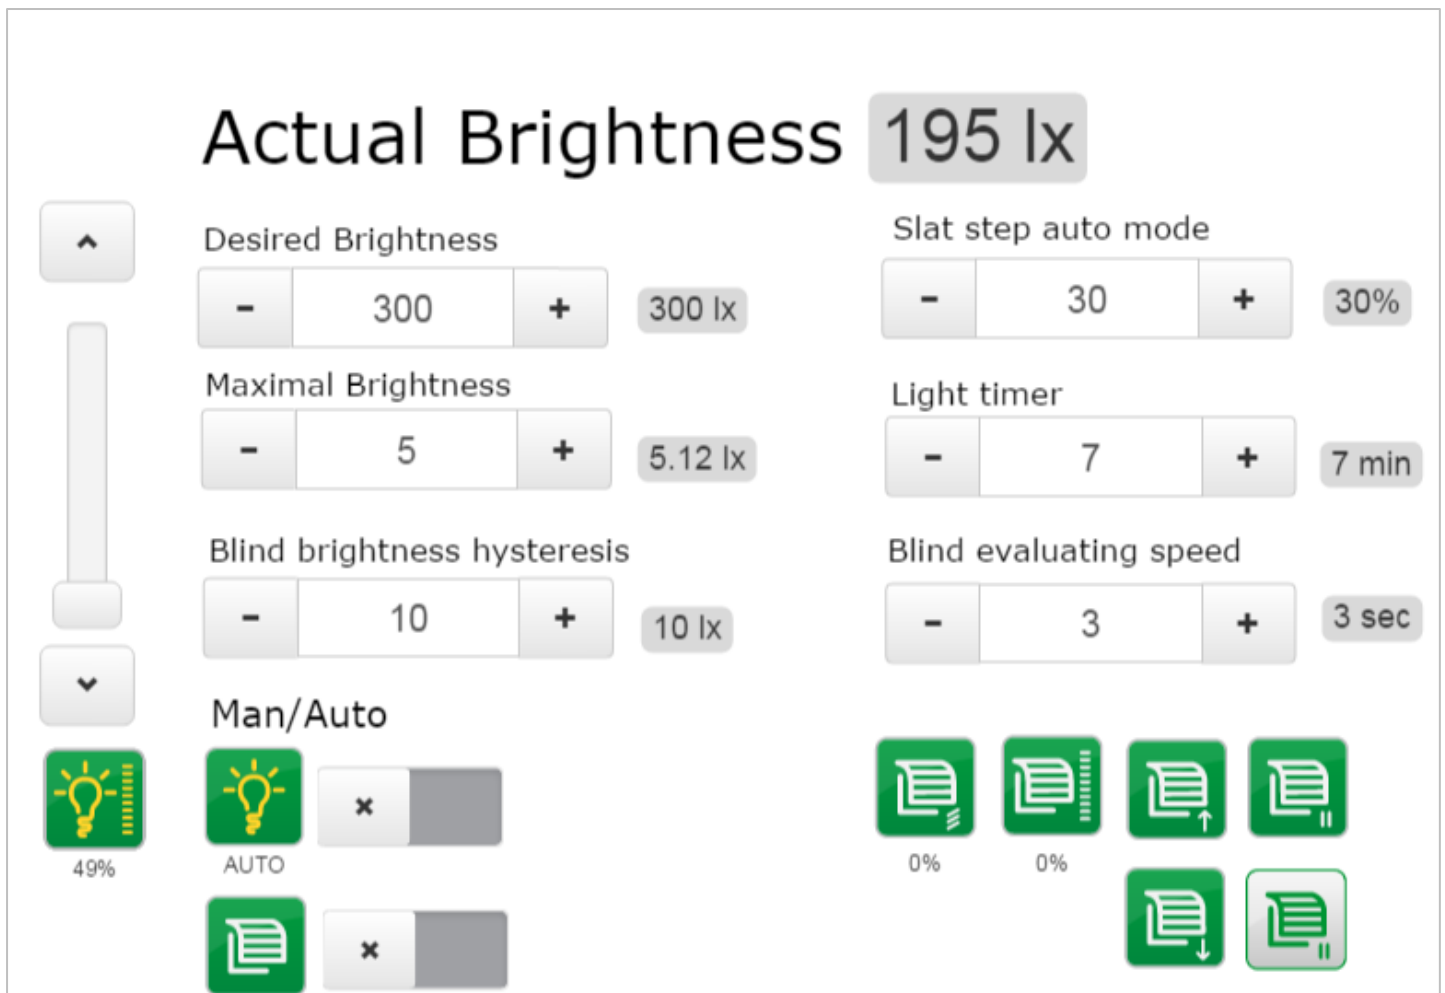 Actual Brightness 195 lx
Desired Brightness
- 300 + 300 lx
Maximal Brightness
- 5 + 5.12 lx
Blind brightness hysteresis
- 10 + 10 lx
Slat step auto mode
- 30 + 30%
Light timer
- 7 + 7 min
Blind evaluating speed
- 3 + 3 sec
Man/Auto
49%
AUTO
0%
0%